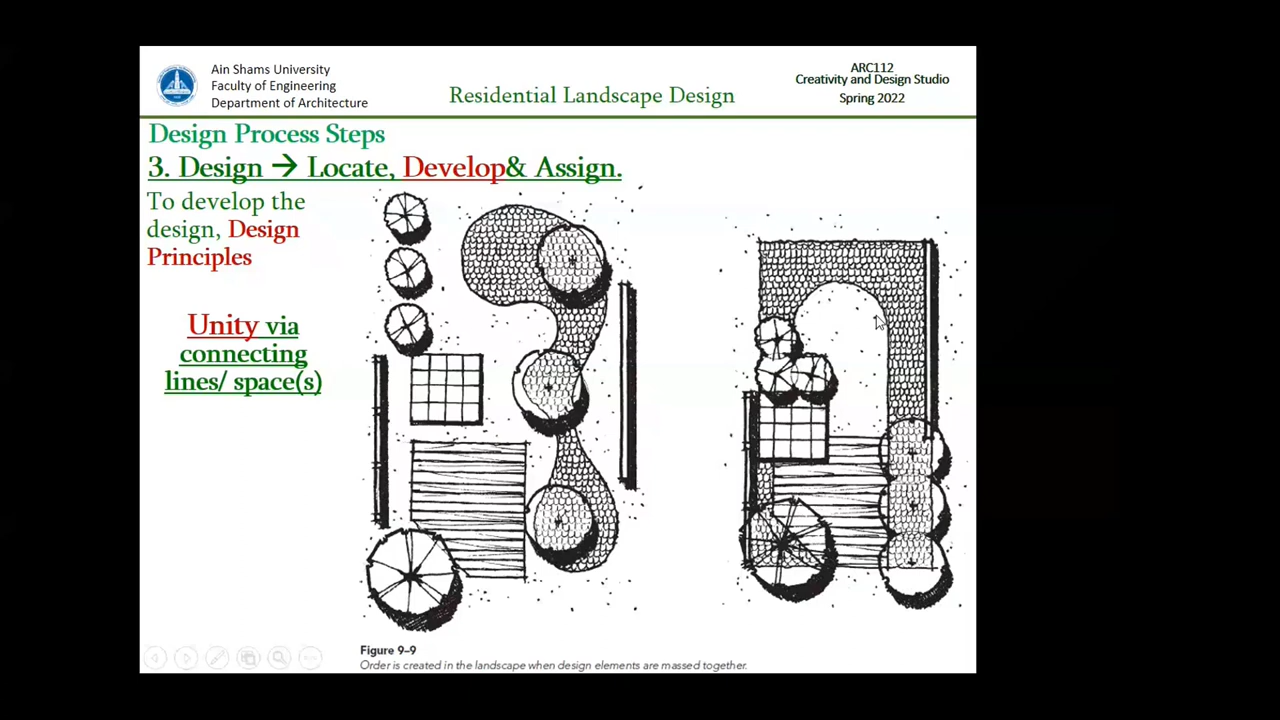 Ain Shams University
Faculty of Engineering
Department of Architecture
Residential Landscape Design
ARC112
Creativity and Design Studio
Spring 2022
Design Process Steps
3. Design → Locate, Develop& Assign.
To develop the
design, Design
Principles
Unity via
connecting
lines/ space(s)
Figure 9–9
Order is created in the landscape when design elements are massed together.